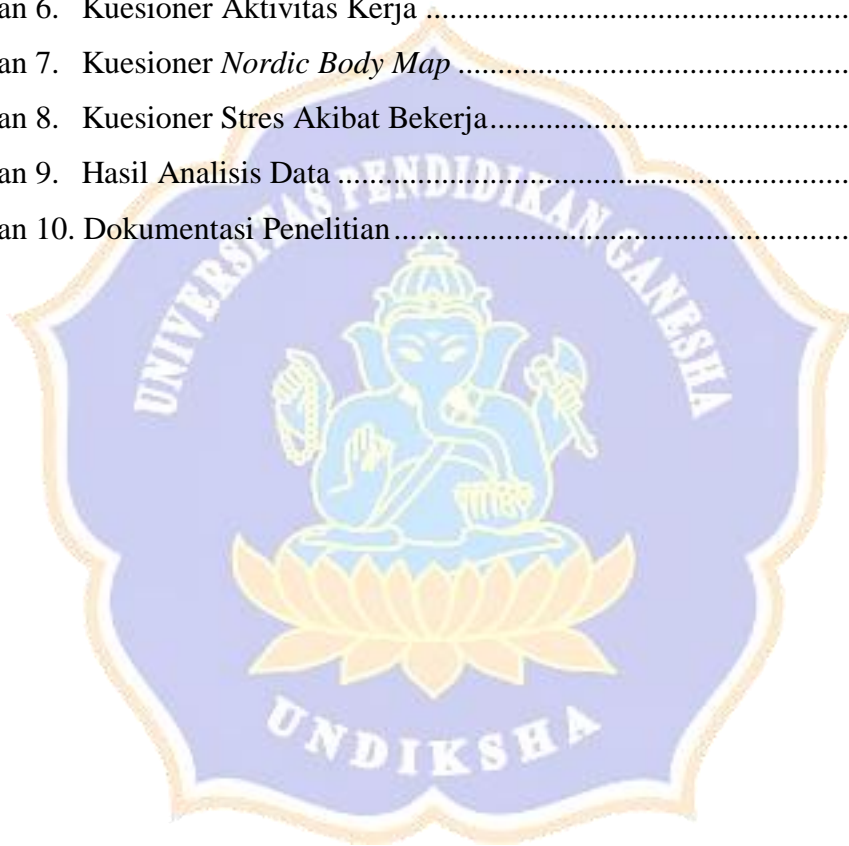 an 6. Kuesioner Aktivitas Kerja ........................................................
an 7. Kuesioner Nordic Body Map ....................................................
an 8. Kuesioner Stres Akibat Bekerja................................................
an 9. Hasil Analisis Data ....................................................................
an 10. Dokumentasi Penelitian.............................................................
UNIVERSITAS PENDIDIKAN GANESHA
UNDIKSHA